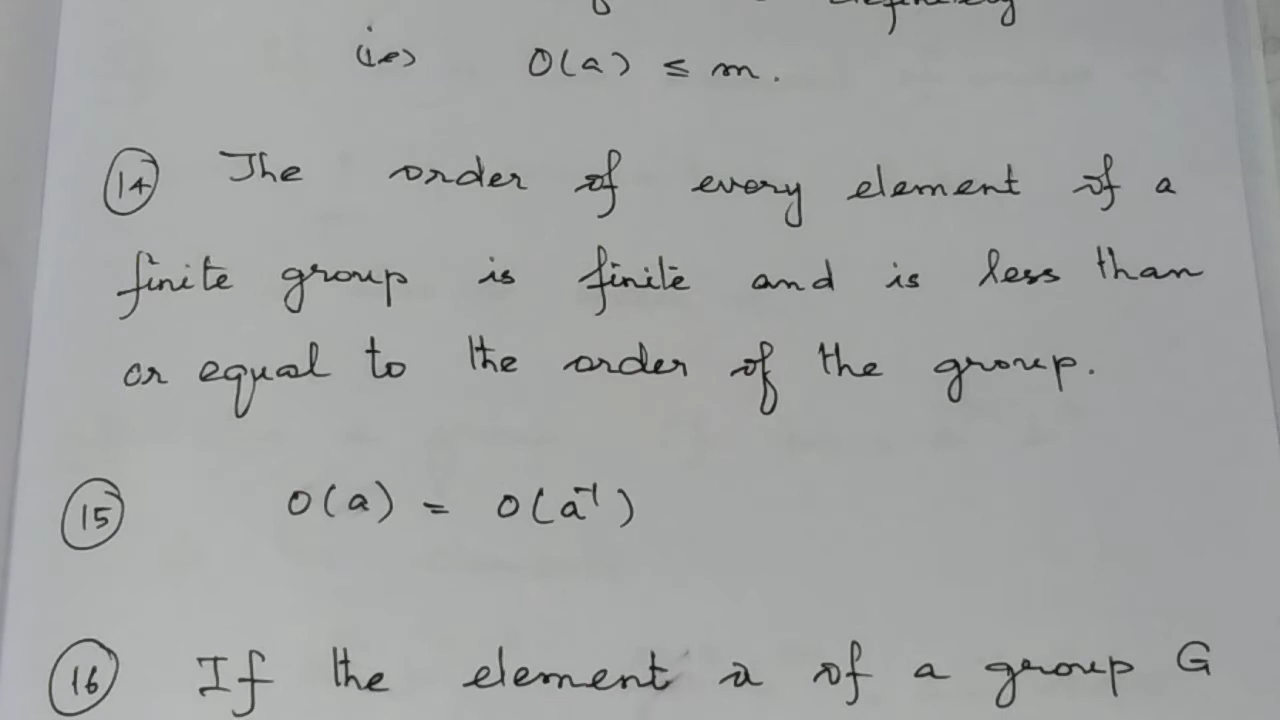 (ie) O(a) ≤ m.
14 The order of every element of a
finite group is finite and is less than
or equal to the order of the group.
15 O(a) = O(a⁻¹)
16 If the element a of a group G